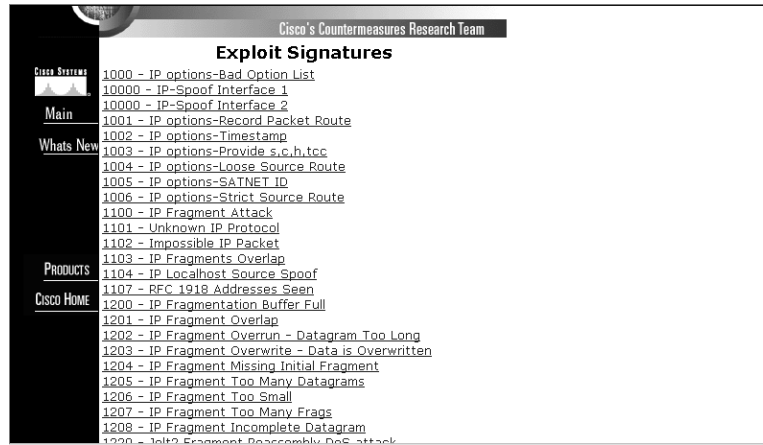 Cisco's Countermeasures Research Team
Exploit Signatures
CISCO SYSTEMS
Main
Whats New
PRODUCTS
CISCO HOME
1000 - IP options-Bad Option List
10000 - IP-Spoof Interface 1
10000 - IP-Spoof Interface 2
1001 - IP options-Record Packet Route
1002 - IP options-Timestamp
1003 - IP options-Provide s,c,h,tcc
1004 - IP options-Loose Source Route
1005 - IP options-SATNET ID
1006 - IP options-Strict Source Route
1100 - IP Fragment Attack
1101 - Unknown IP Protocol
1102 - Impossible IP Packet
1103 - IP Fragments Overlap
1104 - IP Localhost Source Spoof
1107 - RFC 1918 Addresses Seen
1200 - IP Fragmentation Buffer Full
1201 - IP Fragment Overlap
1202 - IP Fragment Overrun - Datagram Too Long
1203 - IP Fragment Overwrite - Data is Overwritten
1204 - IP Fragment Missing Initial Fragment
1205 - IP Fragment Too Many Datagrams
1206 - IP Fragment Too Small
1207 - IP Fragment Too Many Frags
1208 - IP Fragment Incomplete Datagram
1220 - Jolt2 Fragment Reassembly DoS attack